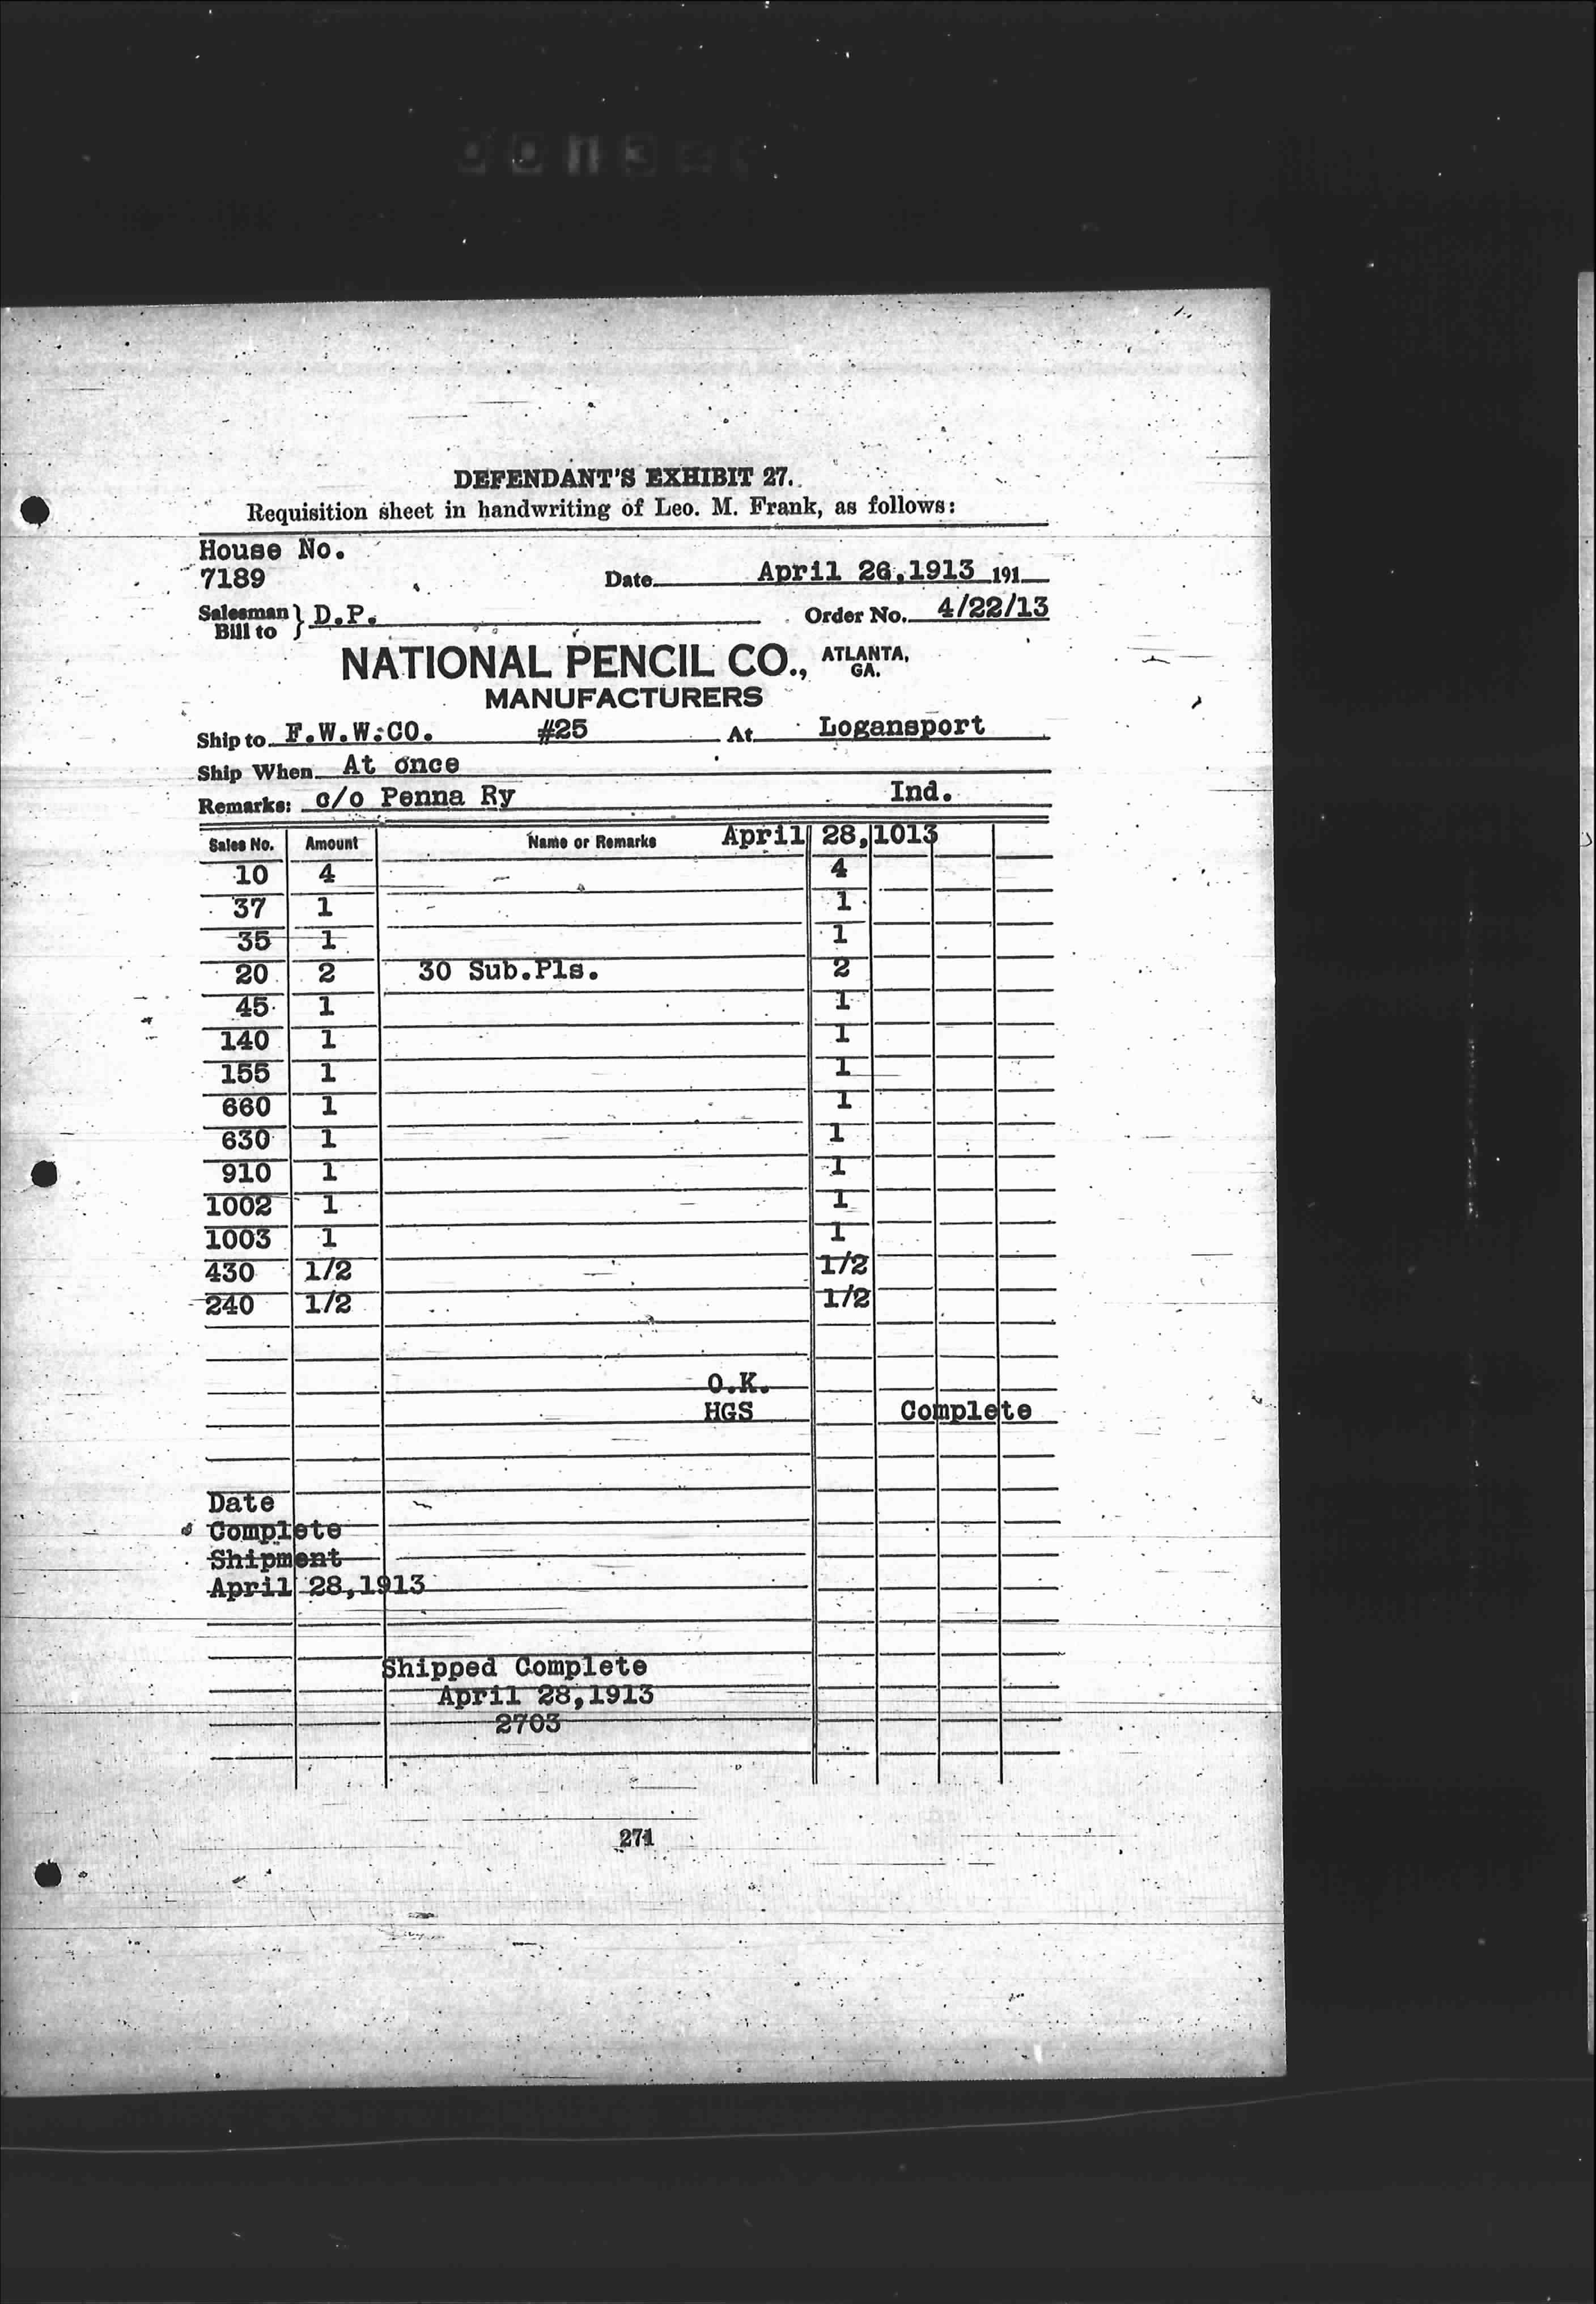 DEFENDANT'S EXHIBIT 27.
Requisition sheet in handwriting of Leo. M. Frank, as follows:
House No.
7189 Date April 26,1913 191
Salesman } D.P. Order No. 4/22/13
Bill to
NATIONAL PENCIL CO., ATLANTA, GA.
MANUFACTURERS
Ship to F.W.W.CO. #25 At Logansport
Ship When At once
Remarks: c/o Penna Ry Ind.
Sales No. Amount Name or Remarks April 28,1013
10 4 4
37 1 1
35 1 1
20 2 30 Sub.Pls. 2
45 1 1
140 1 1
155 1 1
660 1 1
630 1 1
910 1 1
1002 1 1
1003 1 1
430 1/2 1/2
240 1/2 1/2
O.K.
HGS Complete
Date
Complete
Shipment
April 28,1913
Shipped Complete
April 28,1913
2703
271